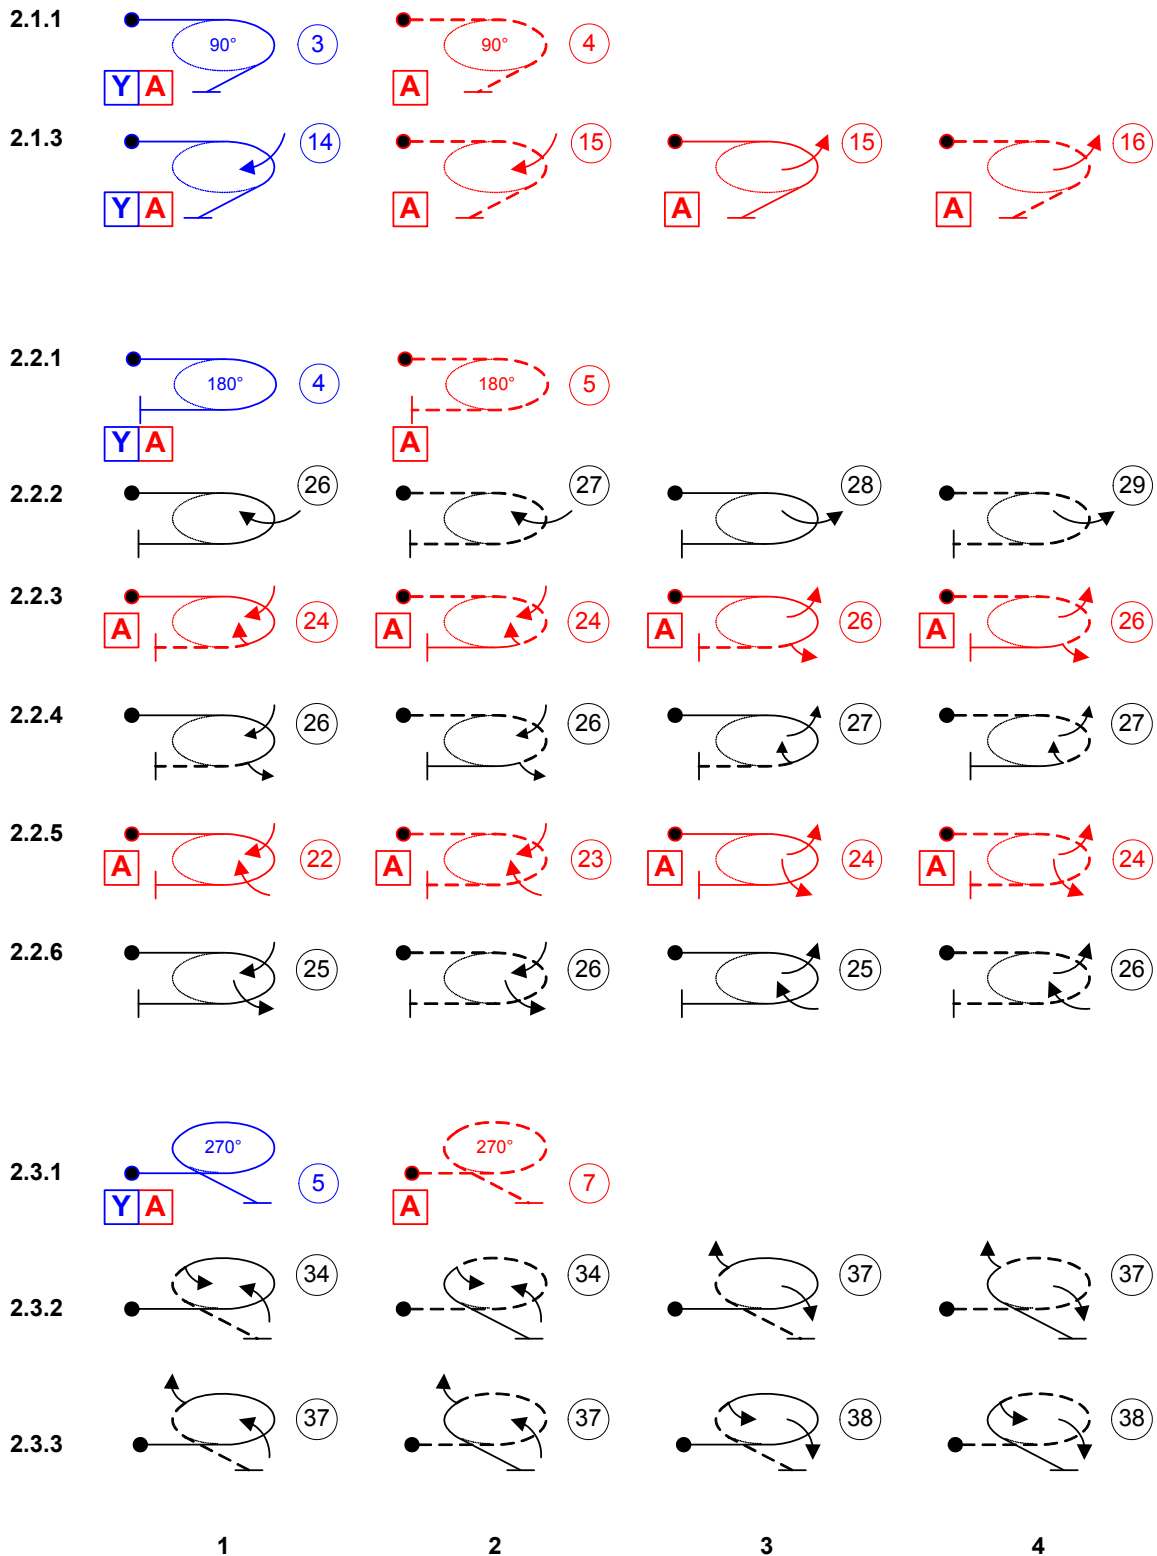 2.1.1 90° 3 90° 4
Y A A
2.1.3 14 15 15 16
Y A A A A
2.2.1 180° 4 180° 5
Y A A
2.2.2 26 27 28 29
2.2.3 A 24 A 24 A 26 A 26
2.2.4 26 26 27 27
2.2.5 A 22 A 23 A 24 A 24
2.2.6 25 26 25 26
2.3.1 270° 5 270° 7
Y A A
2.3.2 34 34 37 37
2.3.3 37 37 38 38
1 2 3 4